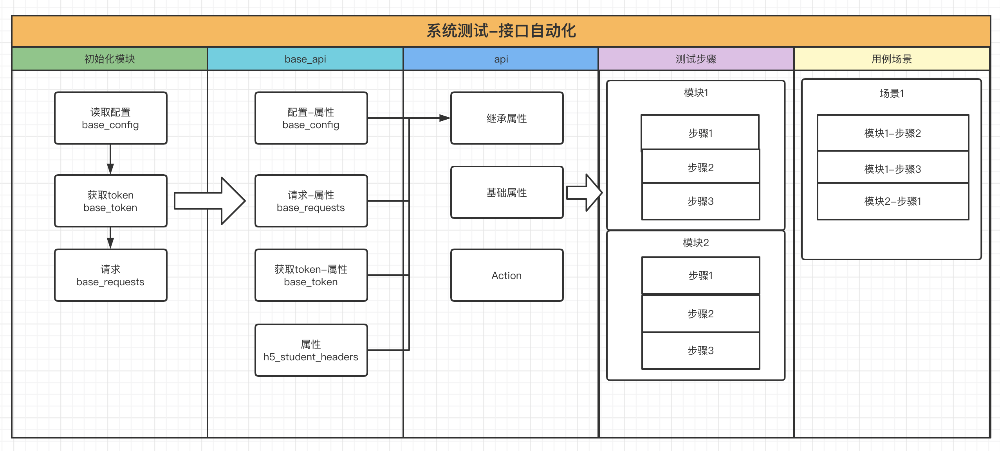 系统测试-接口自动化
初始化模块
base_api
api
测试步骤
用例场景
读取配置
base_config
获取token
base_token
请求
base_requests
配置-属性
base_config
请求-属性
base_requests
获取token-属性
base_token
属性
h5_student_headers
继承属性
基础属性
Action
模块1
步骤1
步骤2
步骤3
模块2
步骤1
步骤2
步骤3
场景1
模块1-步骤2
模块1-步骤3
模块2-步骤1